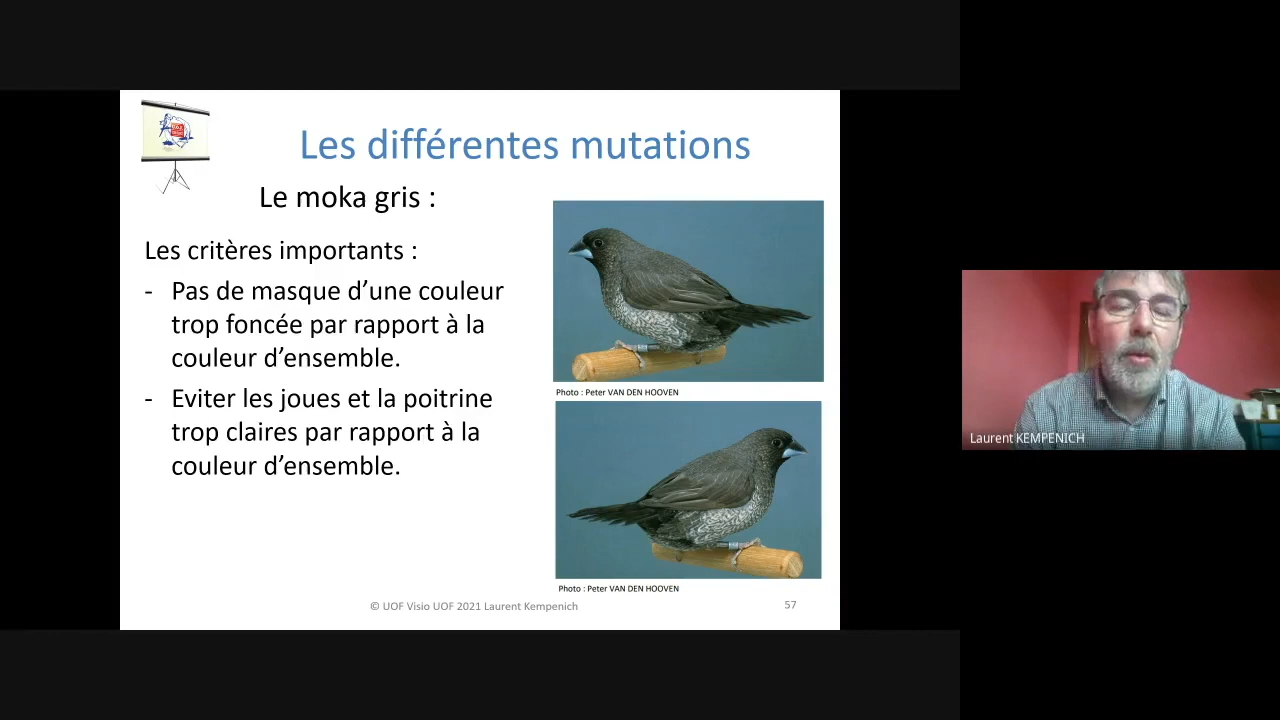 Les différentes mutations
Le moka gris :
Les critères importants :
- Pas de masque d’une couleur
trop foncée par rapport à la
couleur d’ensemble.
- Eviter les joues et la poitrine
trop claires par rapport à la
couleur d’ensemble.
Photo : Peter VAN DEN HOOVEN
Photo : Peter VAN DEN HOOVEN
© UOF Visio UOF 2021 Laurent Kempenich
57
Laurent KEMPENICH